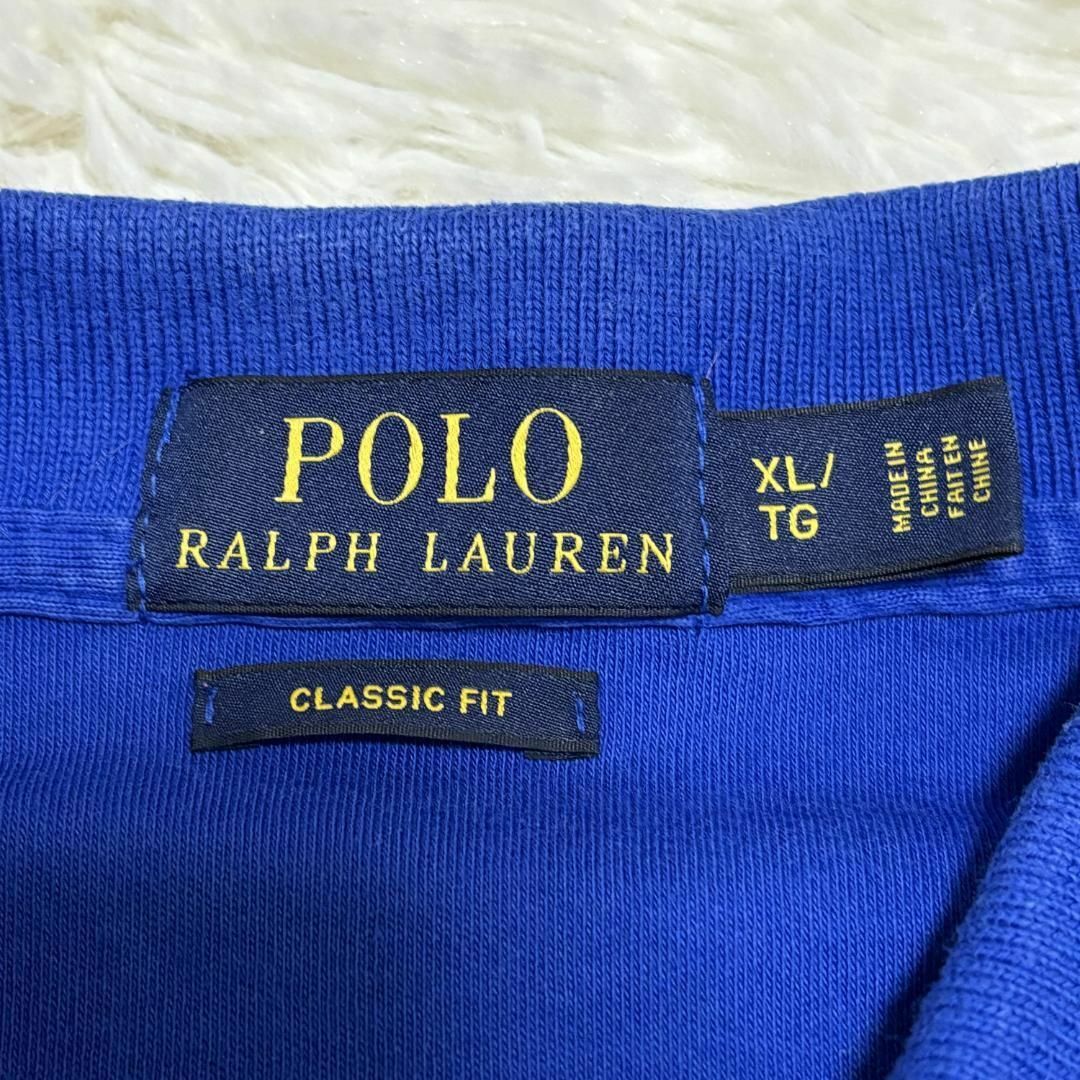 POLO
RALPH LAUREN
XL/
TG
MADE IN
CHINA
FAIT EN
CHINE
CLASSIC FIT